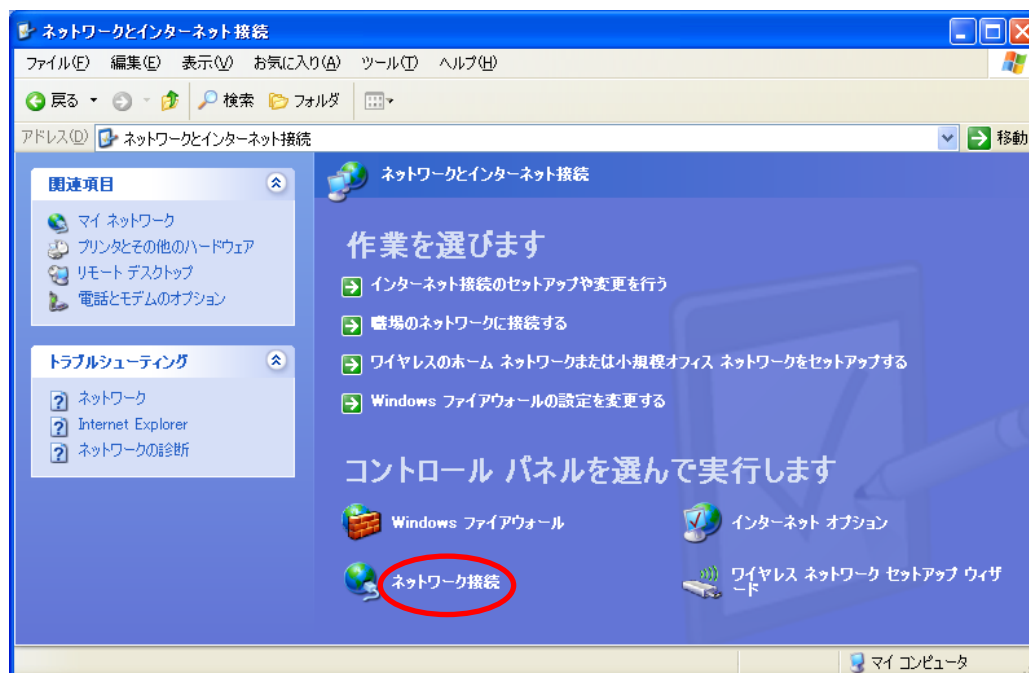 ネットワークとインターネット接続
ファイル(F) 編集(E) 表示(V) お気に入り(A) ツール(T) ヘルプ(H)
戻る 検索 フォルダ
アドレス(D) ネットワークとインターネット接続 移動
関連項目
マイ ネットワーク
プリンタとその他のハードウェア
リモート デスクトップ
電話とモデムのオプション
トラブルシューティング
ネットワーク
Internet Explorer
ネットワークの診断
ネットワークとインターネット接続
作業を選びます
インターネット接続のセットアップや変更を行う
職場のネットワークに接続する
ワイヤレスのホーム ネットワークまたは小規模オフィス ネットワークをセットアップする
Windows ファイアウォールの設定を変更する
コントロール パネルを選んで実行します
Windows ファイアウォール
インターネット オプション
ネットワーク接続
ワイヤレス ネットワーク セットアップ ウィザ
ード
マイ コンピュータ